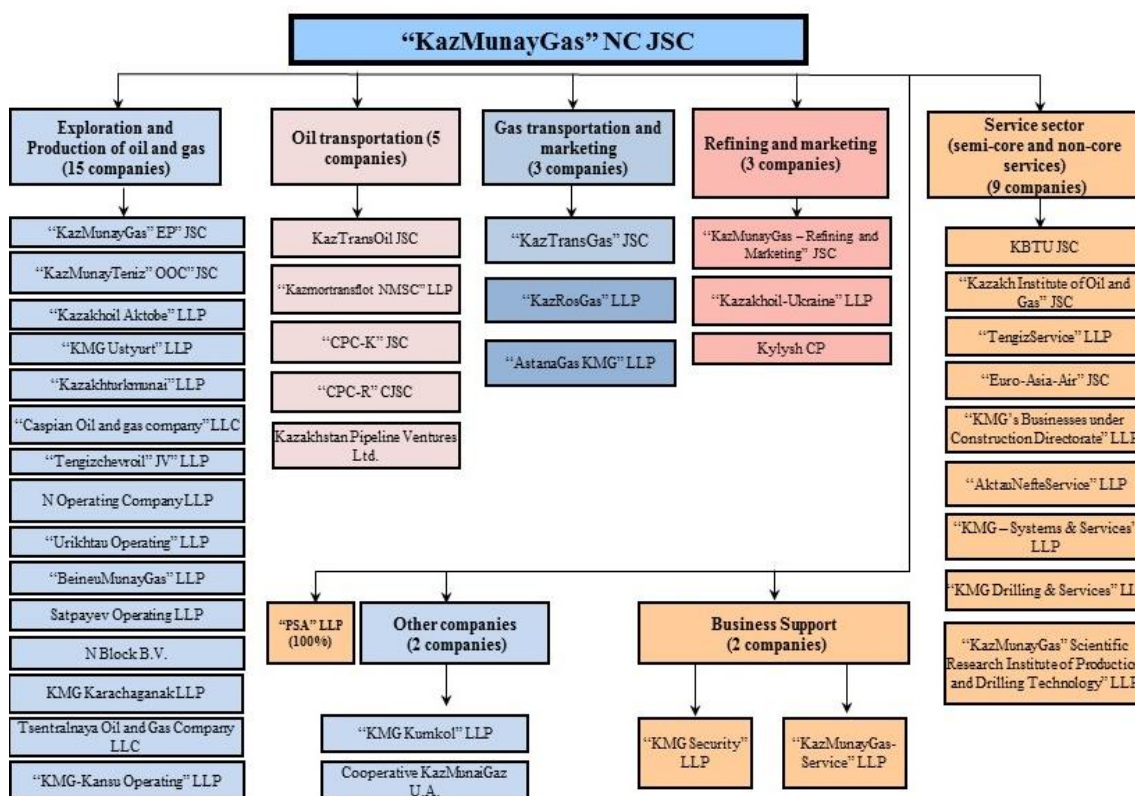 “KazMunayGas” NC JSC
Exploration and
Production of oil and gas
(15 companies)
“KazMunayGas” EP” JSC
“KazMunayTeniz” OOC” JSC
“Kazakhoil Aktobe” LLP
“KMG Ustyurt” LLP
“Kazakhturkmunai” LLP
“Caspian Oil and gas company” LLC
“Tengizchevroil” JV” LLP
N Operating Company LLP
“Urikhtau Operating” LLP
“BeineuMunayGas” LLP
Satpayev Operating LLP
N Block B.V.
KMG Karachaganak LLP
Tsentralnaya Oil and Gas Company
LLC
“KMG-Kansu Operating” LLP
Oil transportation (5
companies)
KazTransOil JSC
“Kazmortransflot NMSC” LLP
“CPC-K” JSC
“CPC-R” CJSC
Kazakhstan Pipeline Ventures
Ltd.
Gas transportation and
marketing
(3 companies)
“KazTransGas” JSC
“KazRosGas” LLP
“AstanaGas KMG” LLP
Refining and marketing
(3 companies)
“KazMunayGas – Refining and
Marketing” JSC
“Kazakhoil-Ukraine” LLP
Kylysh CP
Service sector
(semi-core and non-core
services)
(9 companies)
KBTU JSC
“Kazakh Institute of Oil and
Gas” JSC
“TengizService” LLP
“Euro-Asia-Air” JSC
“KMG’s Businesses under
Construction Directorate” LLP
“AktauNefteService” LLP
“KMG – Systems & Services”
LLP
“KMG Drilling & Services” LL
“KazMunayGas” Scientific
Research Institute of Production
and Drilling Technology” LLP
“PSA” LLP
(100%)
Other companies
(2 companies)
“KMG Kumkol” LLP
Cooperative KazMunaiGaz
U.A.
Business Support
(2 companies)
“KMG Security”
LLP
“KazMunayGas-
Service” LLP